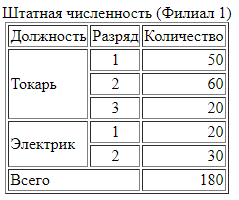 Штатная численность (Филиал 1)
Должность Разряд Количество
Токарь 1 50
2 60
3 20
Электрик 1 20
2 30
Всего 180